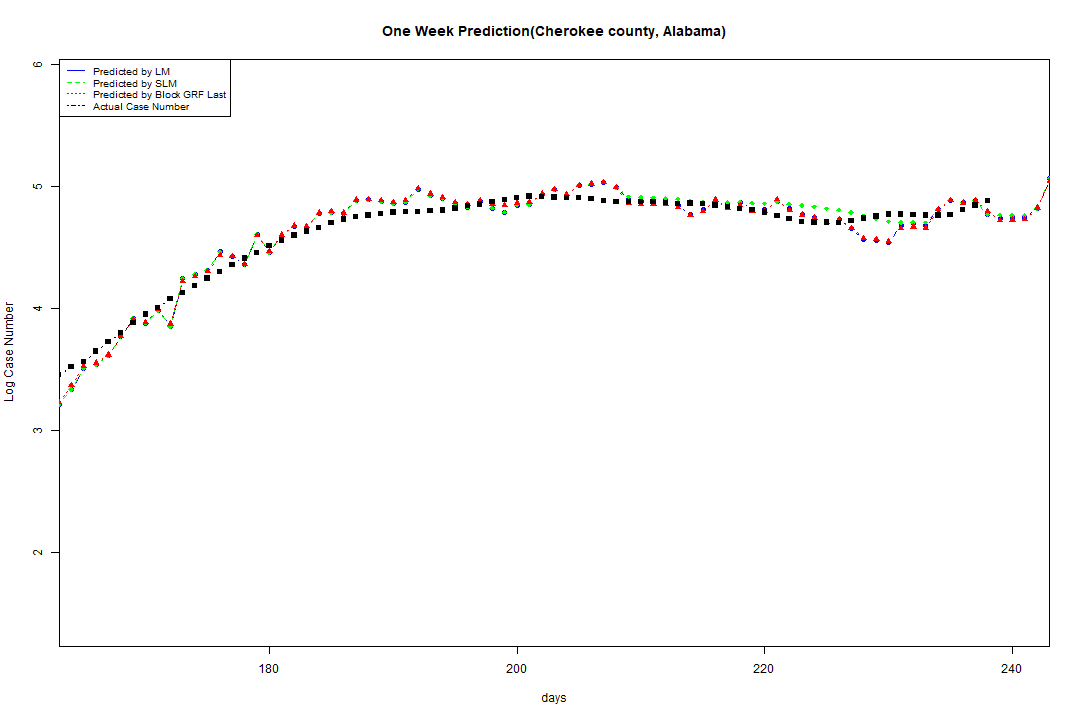 One Week Prediction(Cherokee county, Alabama)
Predicted by LM
Predicted by SLM
Predicted by Block GRF Last
Actual Case Number
6
5
4
3
2
Log Case Number
180 200 220 240
days